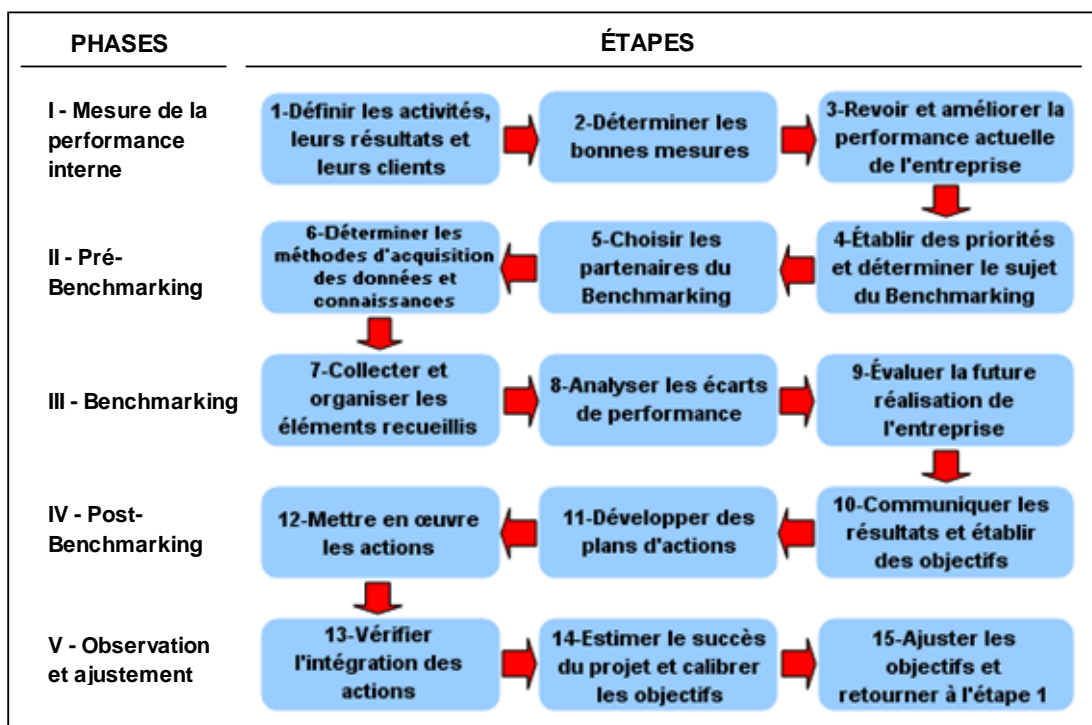 PHASES
ÉTAPES
I - Mesure de la
performance
interne
1-Définir les activités,
leurs résultats et
leurs clients
2-Déterminer les
bonnes mesures
3-Revoir et améliorer la
performance actuelle
de l'entreprise
II - Pré-
Benchmarking
6-Déterminer les
méthodes d'acquisition
des données et
connaissances
5-Choisir les
partenaires du
Benchmarking
4-Établir des priorités
et déterminer le sujet
du Benchmarking
III - Benchmarking
7-Collecter et
organiser les
éléments recueillis
8-Analyser les écarts
de performance
9-Évaluer la future
réalisation de
l'entreprise
IV - Post-
Benchmarking
12-Mettre en œuvre
les actions
11-Développer des
plans d'actions
10-Communiquer les
résultats et établir
des objectifs
V - Observation
et ajustement
13-Vérifier
l'intégration des
actions
14-Estimer le succès
du projet et calibrer
les objectifs
15-Ajuster les
objectifs et
retourner à l'étape 1